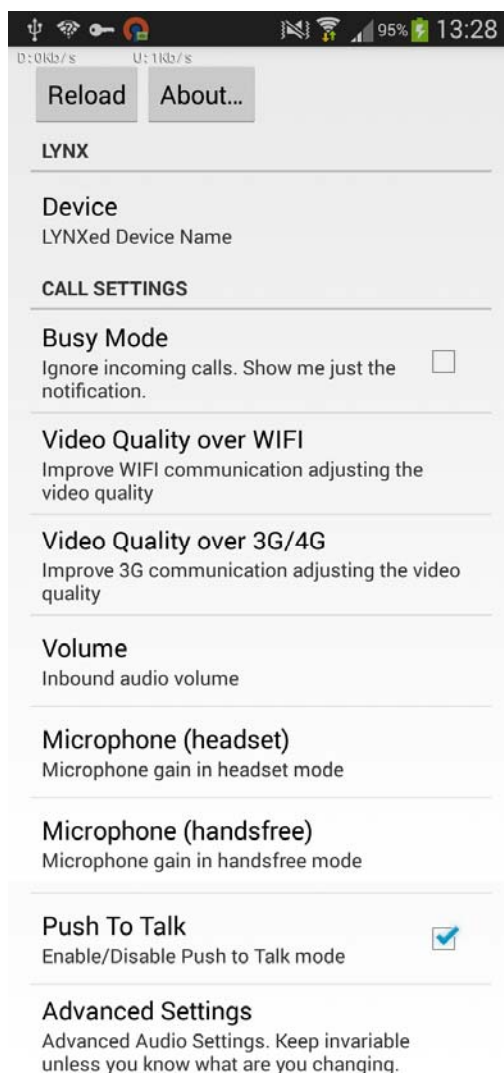 95% 13:28
D:0Kb/s U:1Kb/s
Reload About...
LYNX
Device
LYNXed Device Name
CALL SETTINGS
Busy Mode
Ignore incoming calls. Show me just the
notification.
Video Quality over WIFI
Improve WIFI communication adjusting the
video quality
Video Quality over 3G/4G
Improve 3G communication adjusting the video
quality
Volume
Inbound audio volume
Microphone (headset)
Microphone gain in headset mode
Microphone (handsfree)
Microphone gain in handsfree mode
Push To Talk
Enable/Disable Push to Talk mode
Advanced Settings
Advanced Audio Settings. Keep invariable
unless you know what are you changing.